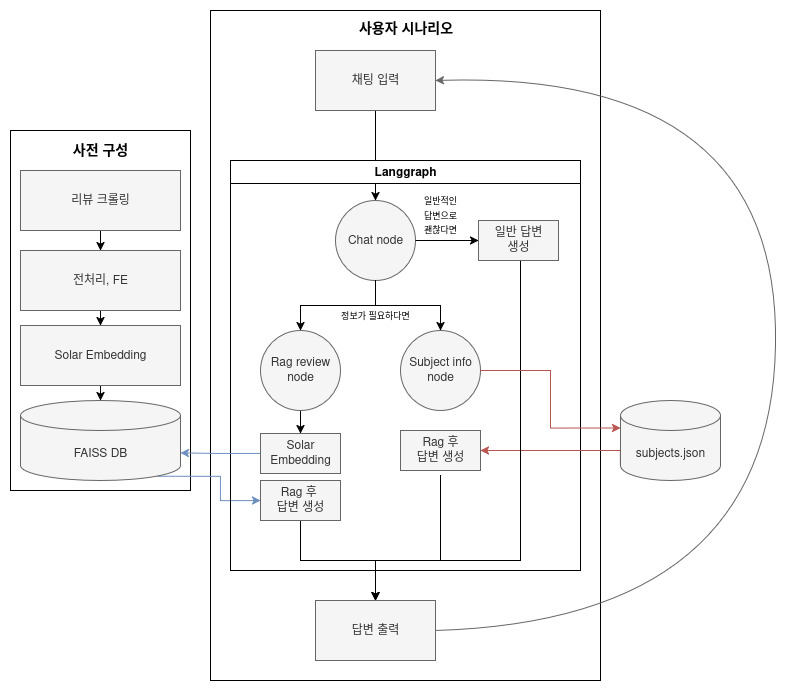 사용자 시나리오
채팅 입력
사전 구성
리뷰 크롤링
전처리, FE
Solar Embedding
FAISS DB
Langgraph
Chat node
일반적인
답변으로
괜찮다면
일반 답변
생성
정보가 필요하다면
Rag review
node
Subject info
node
Solar
Embedding
Rag 후
답변 생성
Rag 후
답변 생성
subjects.json
답변 출력